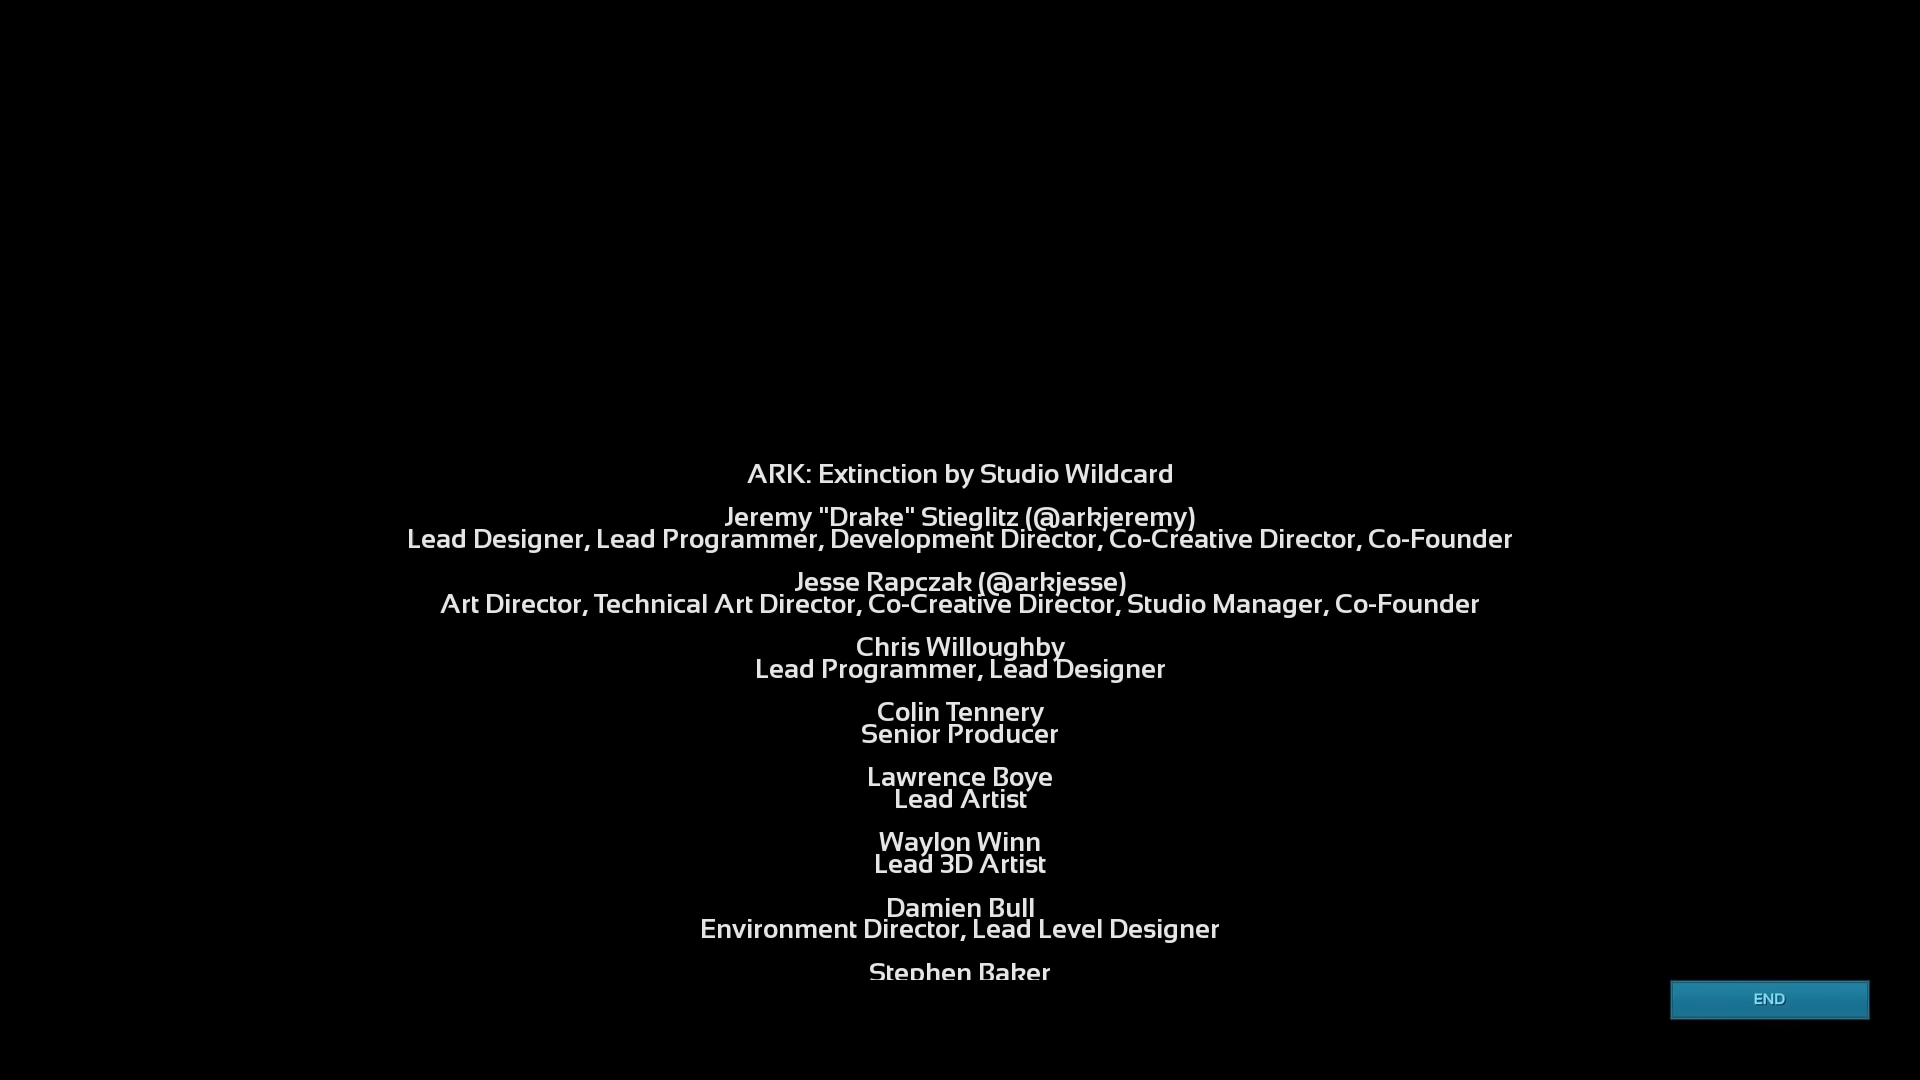 ARK: Extinction by Studio Wildcard
Jeremy "Drake" Stieglitz (@arkjeremy)
Lead Designer, Lead Programmer, Development Director, Co-Creative Director, Co-Founder
Jesse Rapczak (@arkjesse)
Art Director, Technical Art Director, Co-Creative Director, Studio Manager, Co-Founder
Chris Willoughby
Lead Programmer, Lead Designer
Colin Tennery
Senior Producer
Lawrence Boye
Lead Artist
Waylon Winn
Lead 3D Artist
Damien Bull
Environment Director, Lead Level Designer
Stephen Baker
END